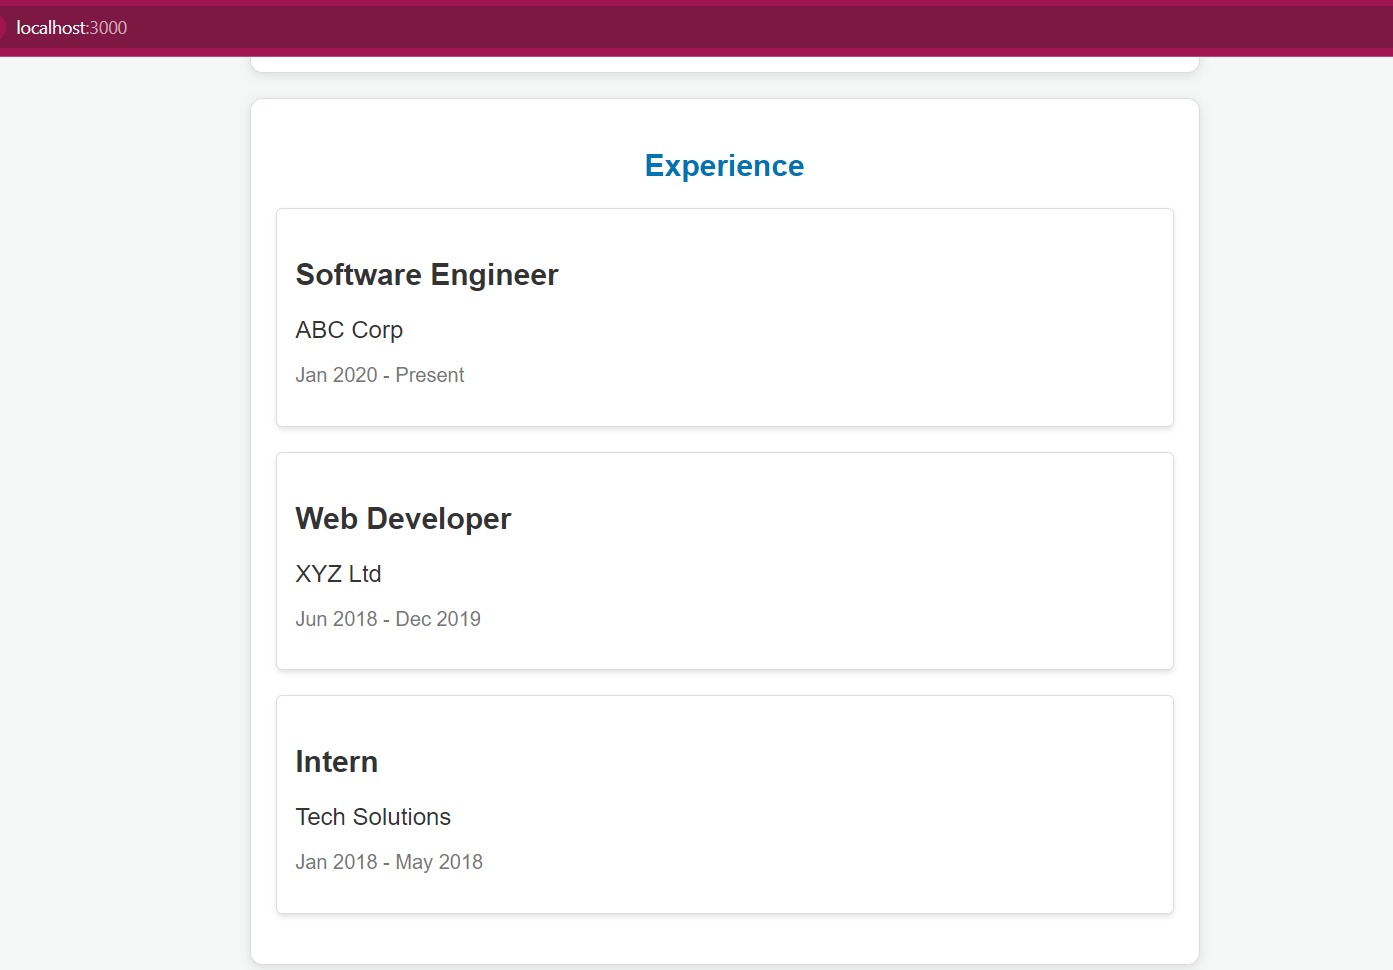 localhost:3000
Experience
Software Engineer
ABC Corp
Jan 2020 - Present
Web Developer
XYZ Ltd
Jun 2018 - Dec 2019
Intern
Tech Solutions
Jan 2018 - May 2018